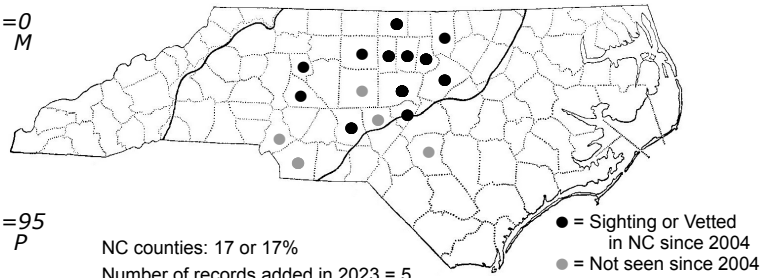 =0
M
=95
P
NC counties: 17 or 17%
Number of records added in 2023 = 5
= Sighting or Vetted
in NC since 2004
= Not seen since 2004